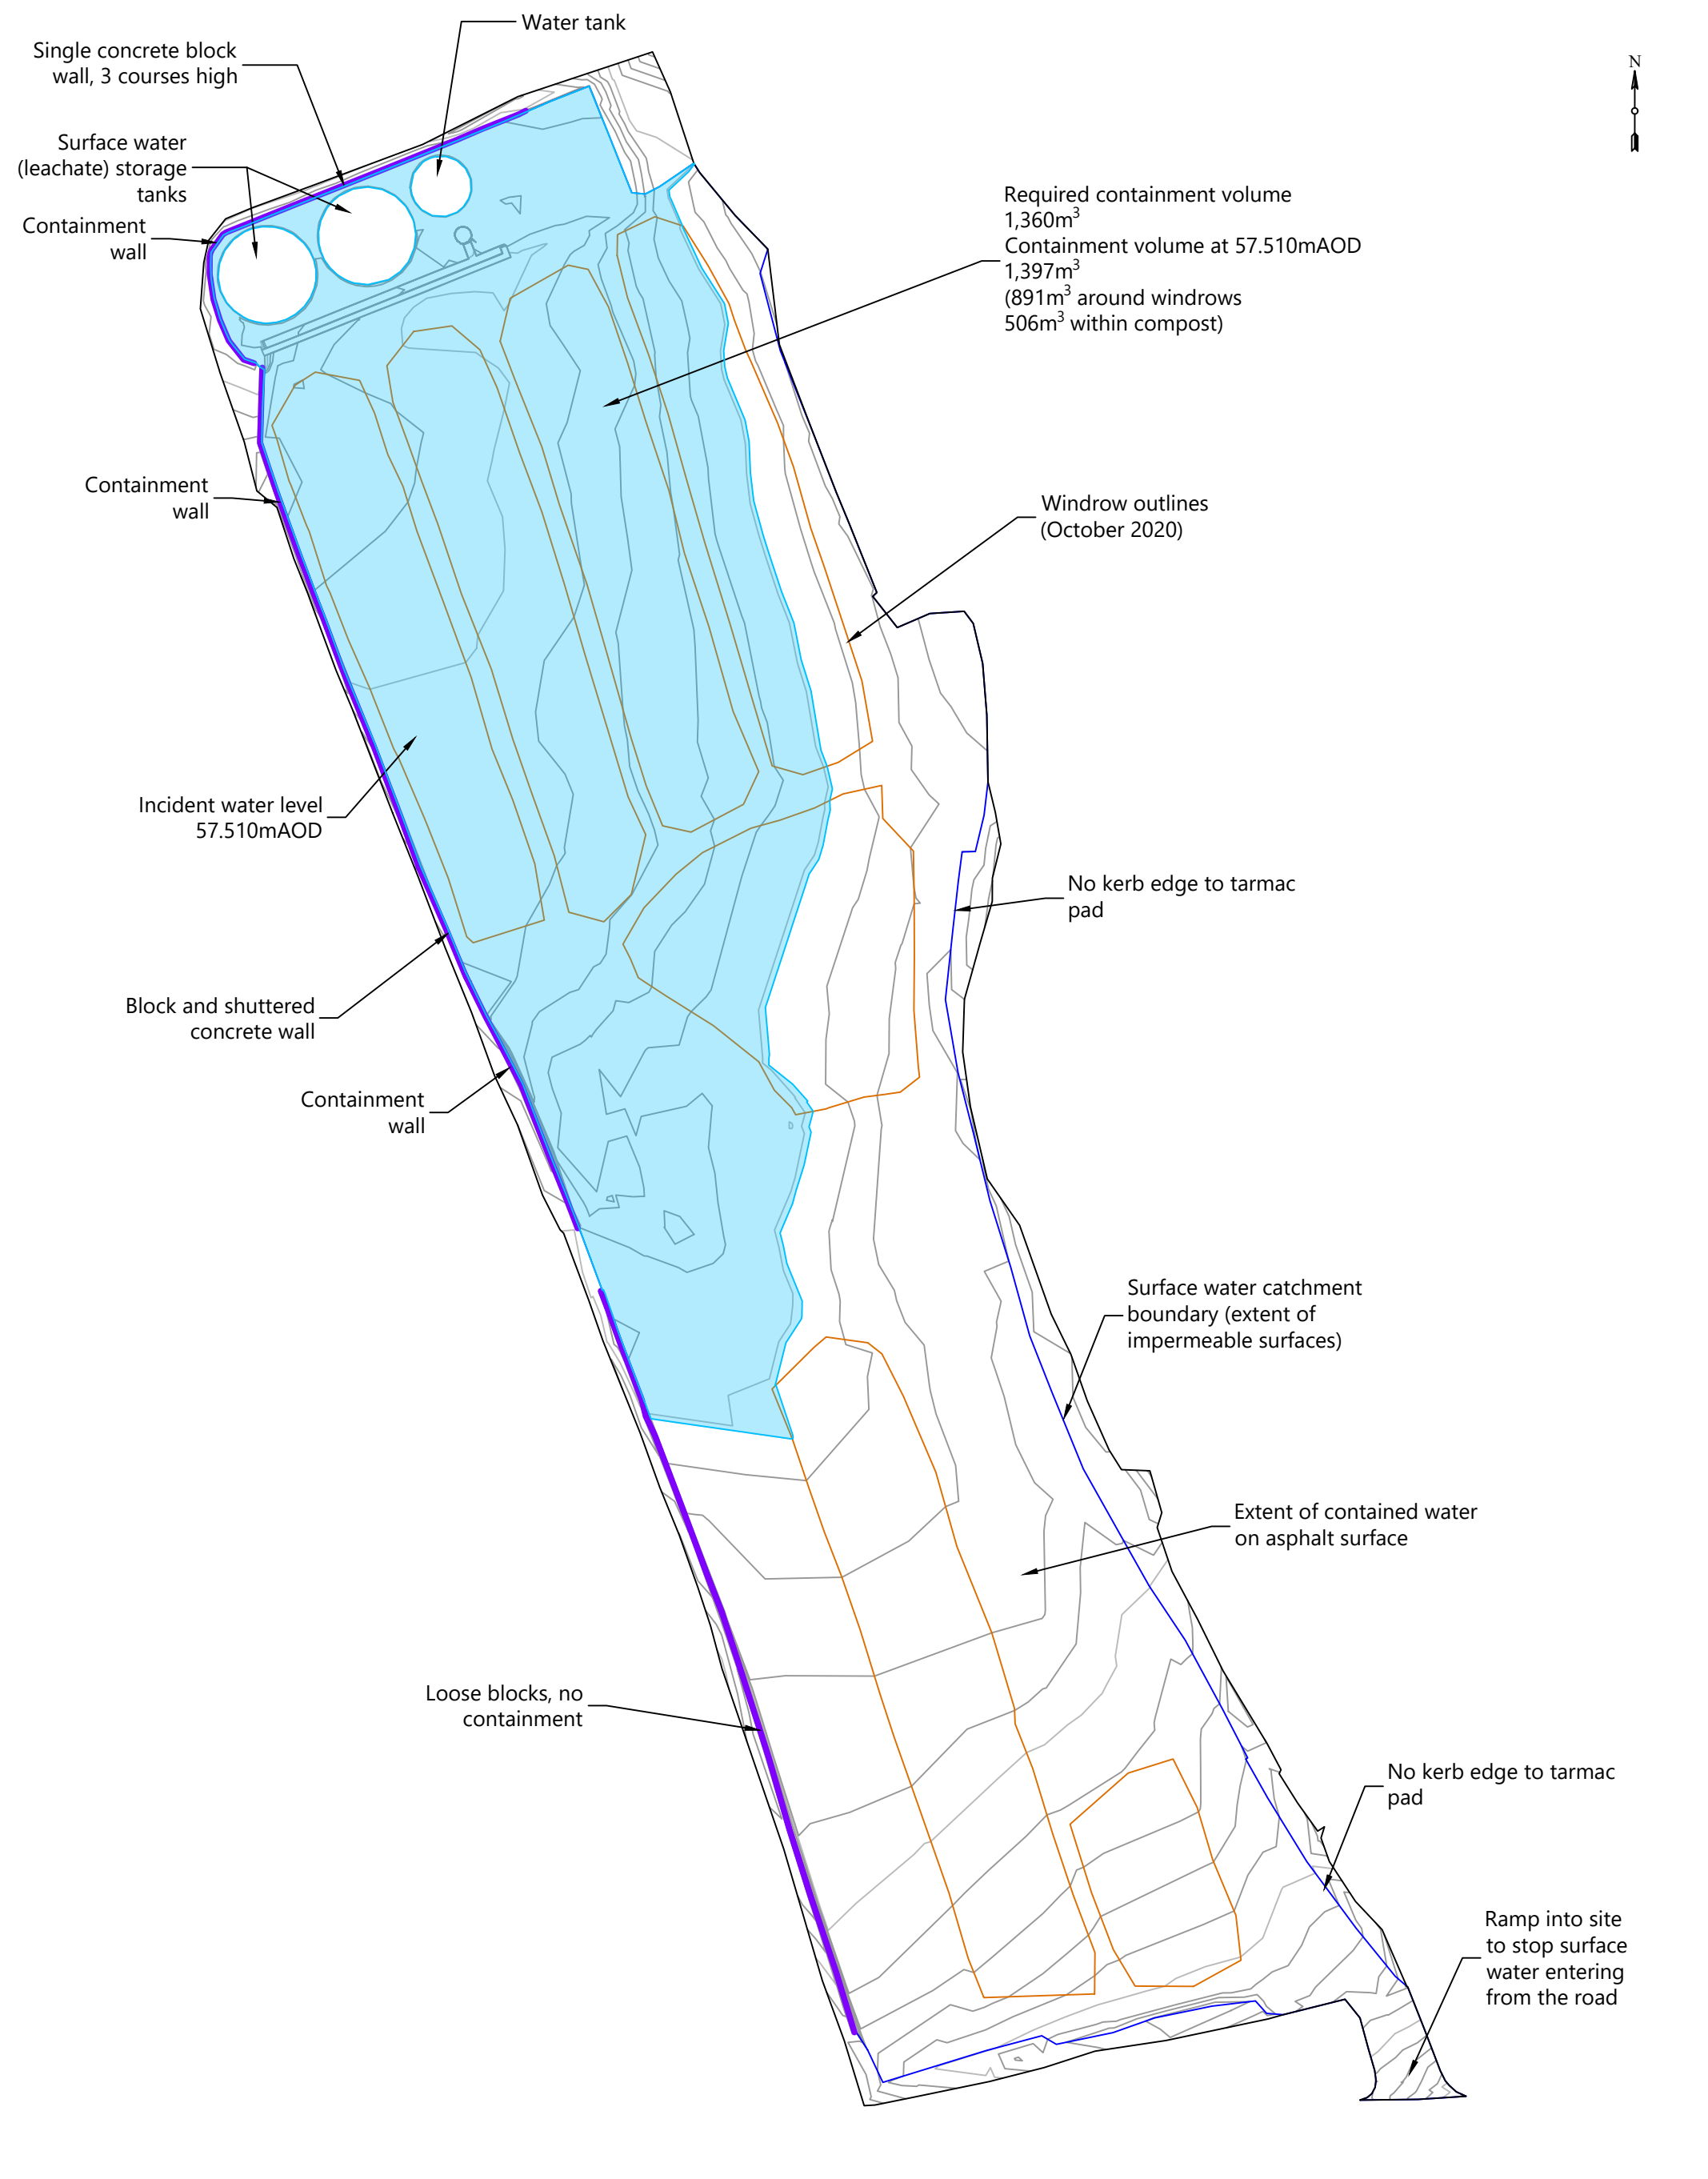 Water tank
Single concrete block
wall, 3 courses high
N
Surface water
(leachate) storage
tanks
Containment
wall
Required containment volume
1,360m³
Containment volume at 57.510mAOD
1,397m³
(891m³ around windrows
506m³ within compost)
Containment
wall
Windrow outlines
(October 2020)
Incident water level
57.510mAOD
No kerb edge to tarmac
pad
Block and shuttered
concrete wall
Containment
wall
Surface water catchment
boundary (extent of
impermeable surfaces)
Extent of contained water
on asphalt surface
Loose blocks, no
containment
No kerb edge to tarmac
pad
Ramp into site
to stop surface
water entering
from the road